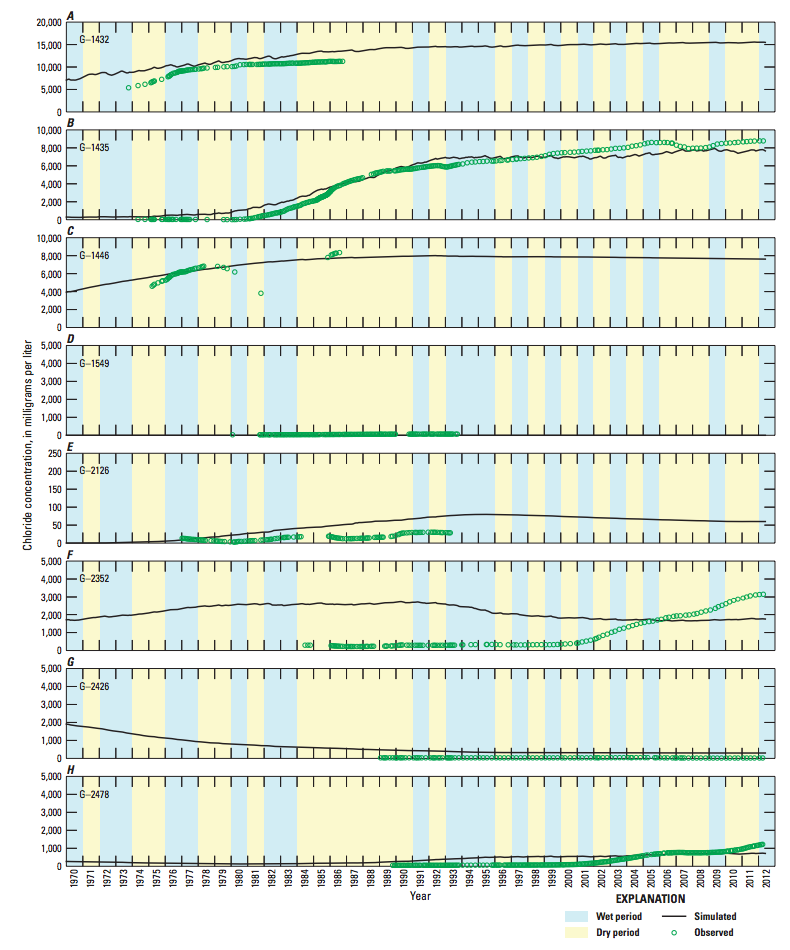 A
G–1432
20,000
15,000
10,000
5,000
0
B
G–1435
10,000
8,000
6,000
4,000
2,000
0
C
G–1446
10,000
8,000
6,000
4,000
2,000
0
D
G–1549
5,000
4,000
3,000
2,000
1,000
0
E
G–2126
250
200
150
100
50
0
F
G–2352
5,000
4,000
3,000
2,000
1,000
0
G
G–2426
5,000
4,000
3,000
2,000
1,000
0
H
G–2478
5,000
4,000
3,000
2,000
1,000
0
Chloride concentration, in milligrams per liter
1970 1971 1972 1973 1974 1975 1976 1977 1978 1979 1980 1981 1982 1983 1984 1985 1986 1987 1988 1989 1990 1991 1992 1993 1994 1995 1996 1997 1998 1999 2000 2001 2002 2003 2004 2005 2006 2007 2008 2009 2010 2011 2012
Year
EXPLANATION
Wet period
Simulated
Dry period
Observed